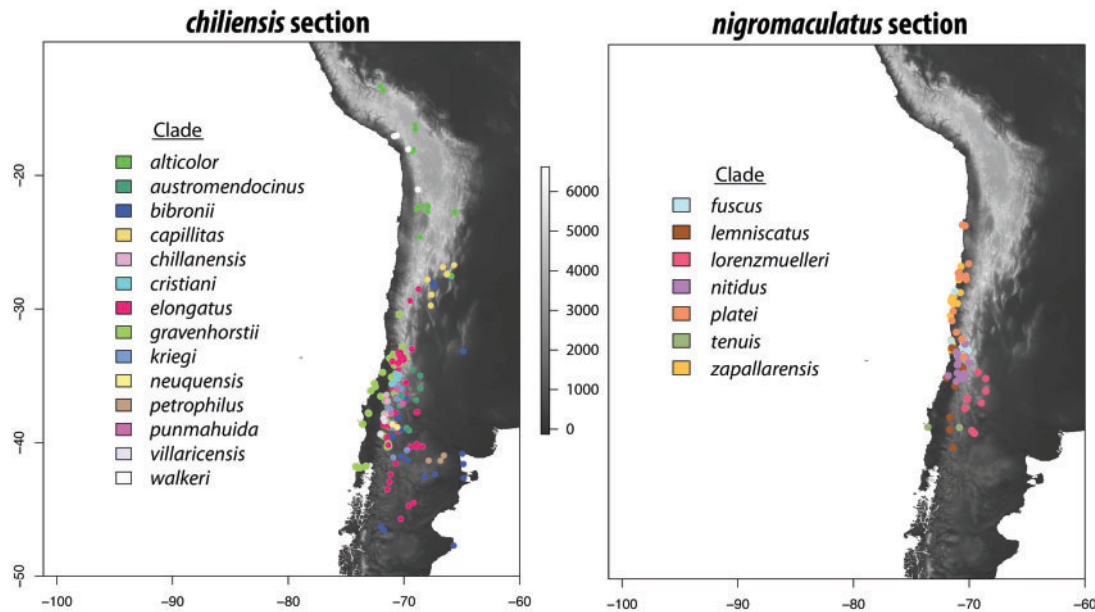 chiliensis section
nigromaculatus section
Clade
alticolor
austromendocinus
bibronii
capillitas
chillanensis
cristiani
elongatus
gravenhorstii
kriegi
neuquensis
petrophilus
punmahuida
villaricensis
walkeri
−20
−30
−40
−50
−100
−90
−80
−70
−60
6000
5000
4000
3000
2000
1000
0
Clade
fuscus
lemniscatus
lorenzmuelleri
nitidus
platei
tenuis
zapallarensis
−100
−90
−80
−70
−60